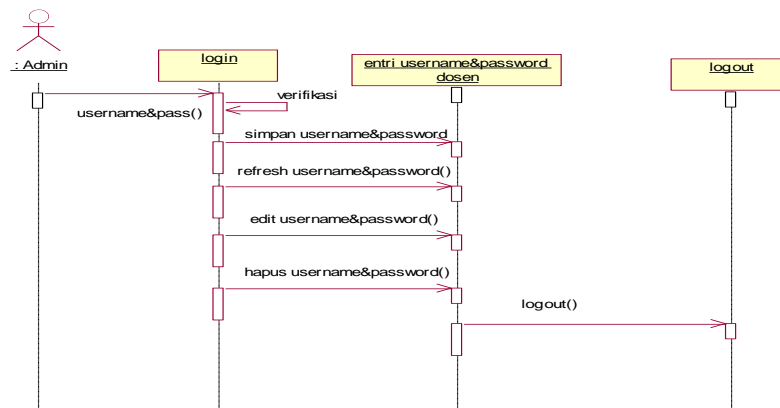 : Admin
login
entri username&password
dosen
logout
verifikasi
username&pass()
simpan username&password
refresh username&password()
edit username&password()
hapus username&password()
logout()